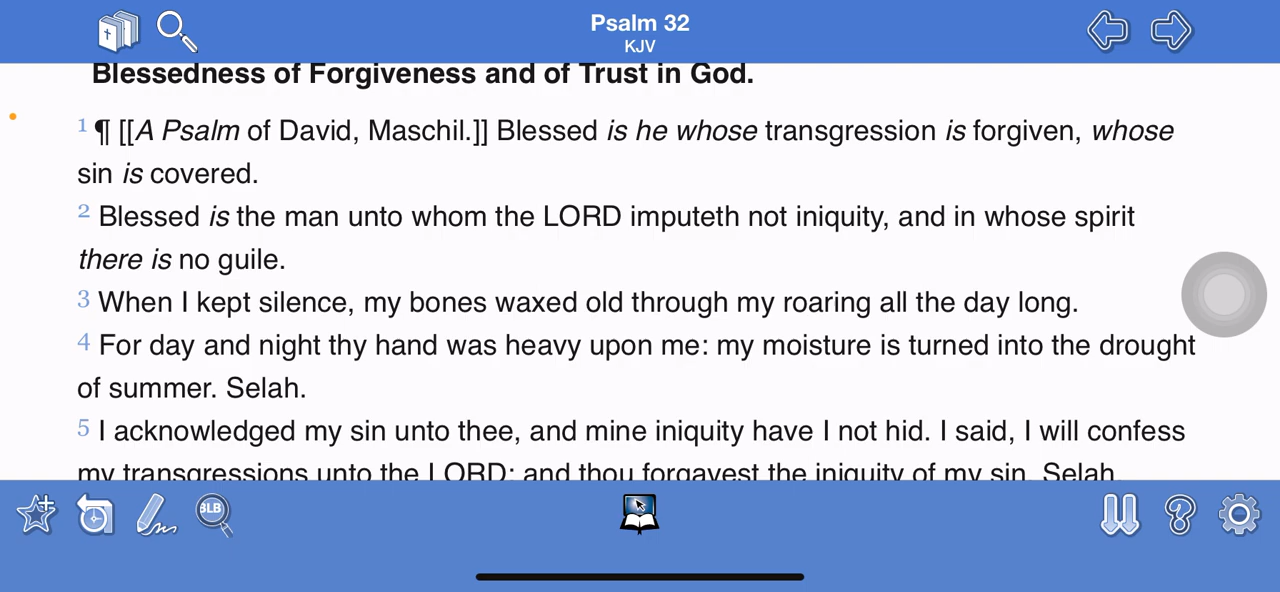 Psalm 32
KJV
Blessedness of Forgiveness and of Trust in God.
1 ¶ [[A Psalm of David, Maschil.]] Blessed is he whose transgression is forgiven, whose
sin is covered.
2 Blessed is the man unto whom the LORD imputeth not iniquity, and in whose spirit
there is no guile.
3 When I kept silence, my bones waxed old through my roaring all the day long.
4 For day and night thy hand was heavy upon me: my moisture is turned into the drought
of summer. Selah.
5 I acknowledged my sin unto thee, and mine iniquity have I not hid. I said, I will confess
my transgressions unto the LORD; and thou forgavest the iniquity of my sin. Selah.
BLB